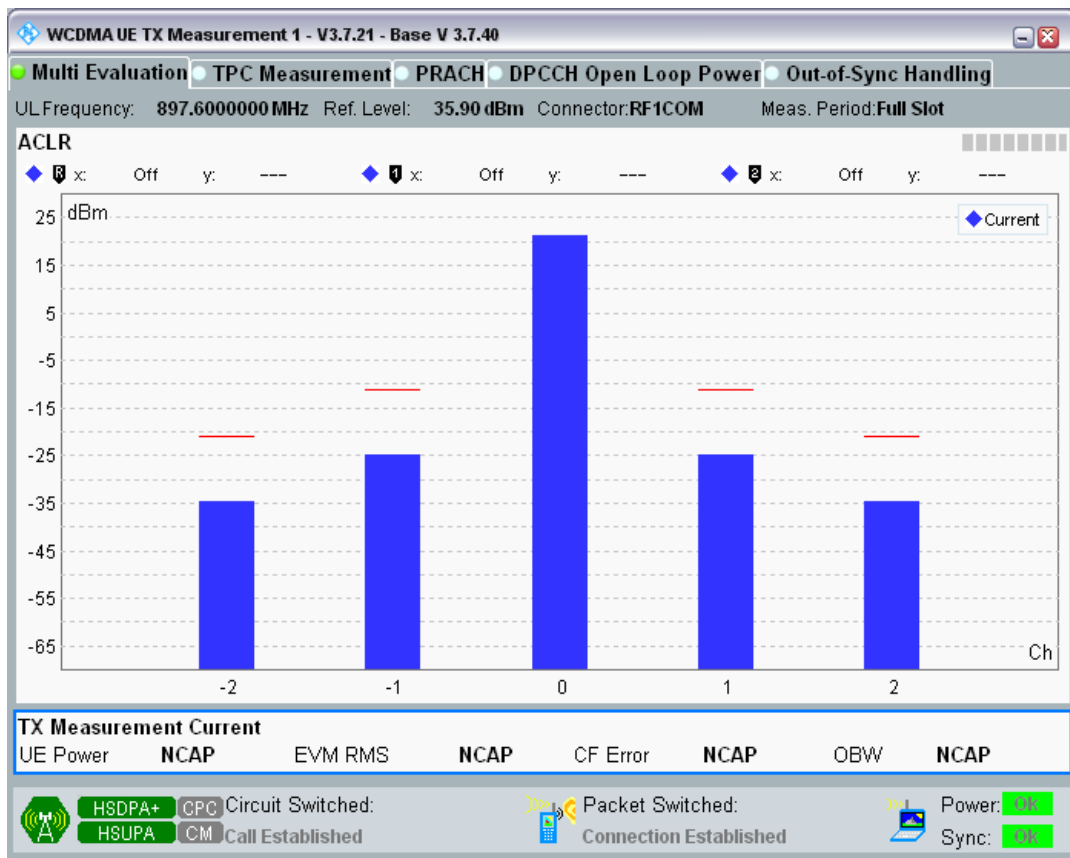 WCDMA UE TX Measurement 1 - V3.7.21 - Base V 3.7.40
Multi Evaluation TPC Measurement PRACH DPCCH Open Loop Power Out-of-Sync Handling
UL Frequency: 897.6000000 MHz Ref. Level: 35.90 dBm Connector:RF1COM Meas. Period:Full Slot
ACLR
R x: Off y: --- 1 x: Off y: --- 2 x: Off y: ---
dBm
Current
25
15
5
-5
-15
-25
-35
-45
-55
-65
Ch
-2 -1 0 1 2
TX Measurement Current
UE Power NCAP EVM RMS NCAP CF Error NCAP OBW NCAP
HSDPA+ CPC Circuit Switched: Packet Switched: Power: Ok
HSUPA CM Call Established Connection Established Sync: Ok